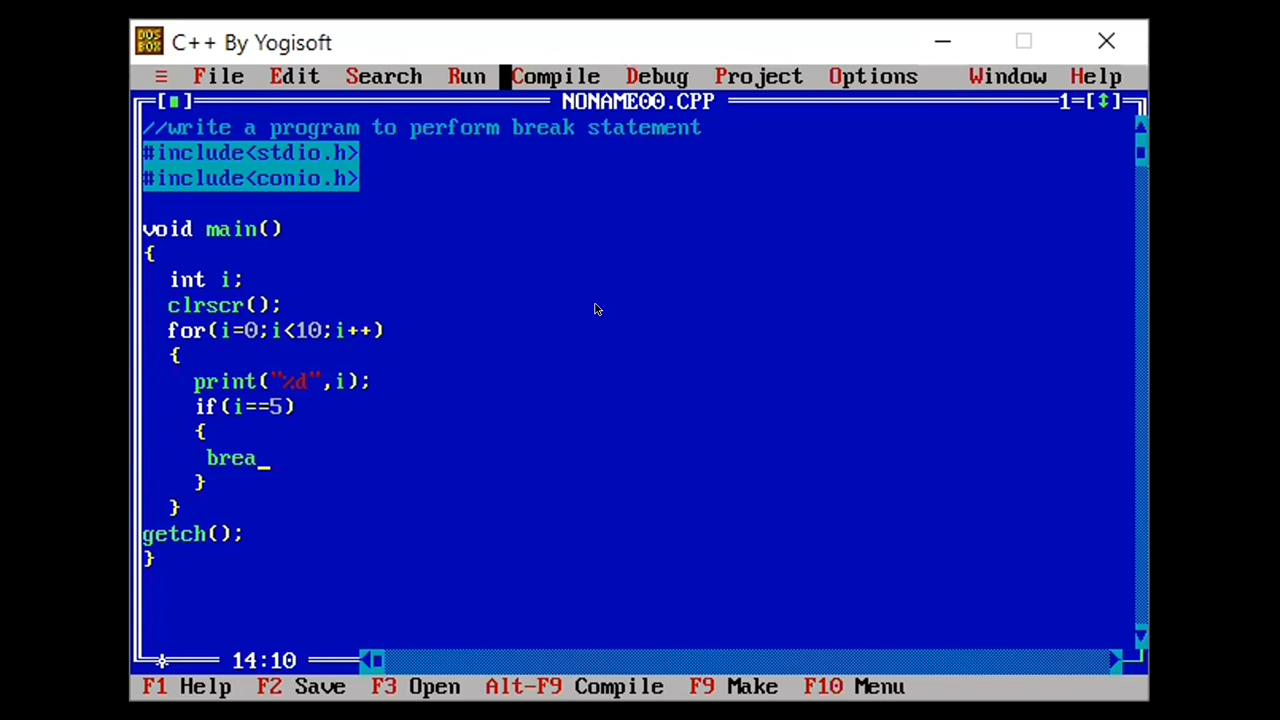 C++ By Yogisoft
≡ File Edit Search Run Compile Debug Project Options Window Help
[■] NONAME00.CPP 1=[↕]
//write a program to perform break statement
#include<stdio.h>
#include<conio.h>
void main()
{
int i;
clrscr();
for(i=0;i<10;i++)
{
print("%d",i);
if(i==5)
{
brea_
}
}
getch();
}
14:10
F1 Help F2 Save F3 Open Alt-F9 Compile F9 Make F10 Menu